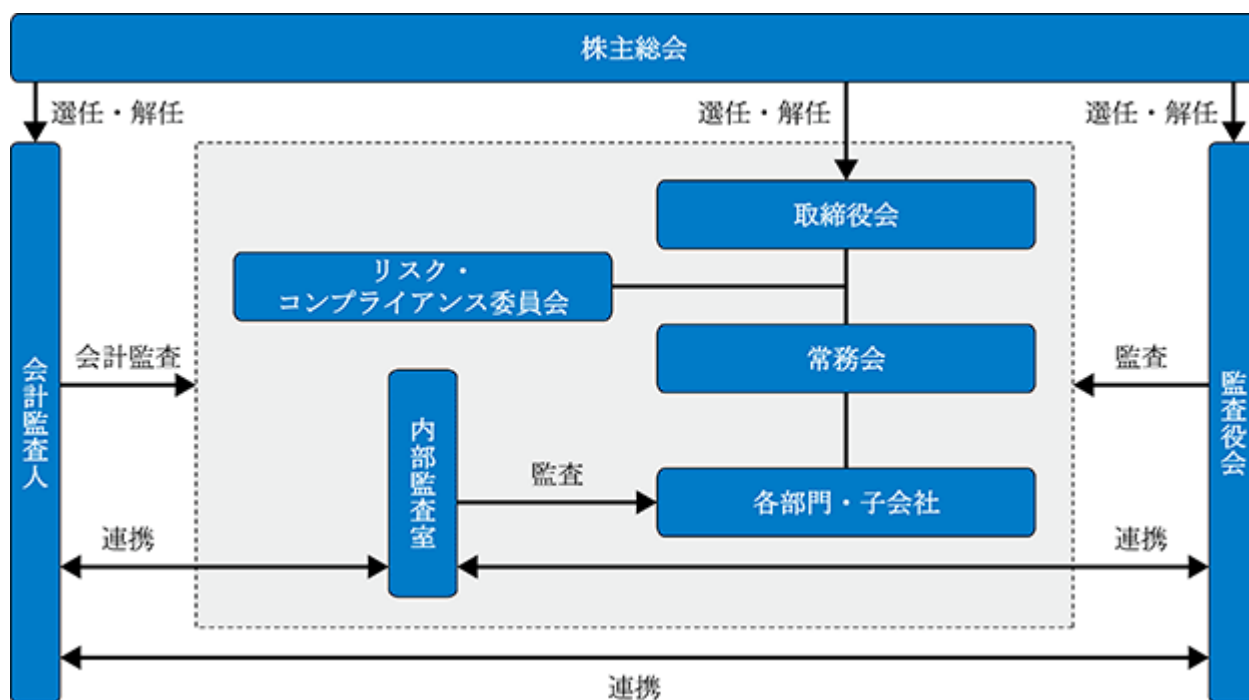 株主総会
選任・解任
選任・解任
選任・解任
取締役会
リスク・
コンプライアンス委員会
常務会
会計監査
監査
会計監査人
監査役会
内部監査室
監査
各部門・子会社
連携
連携
連携